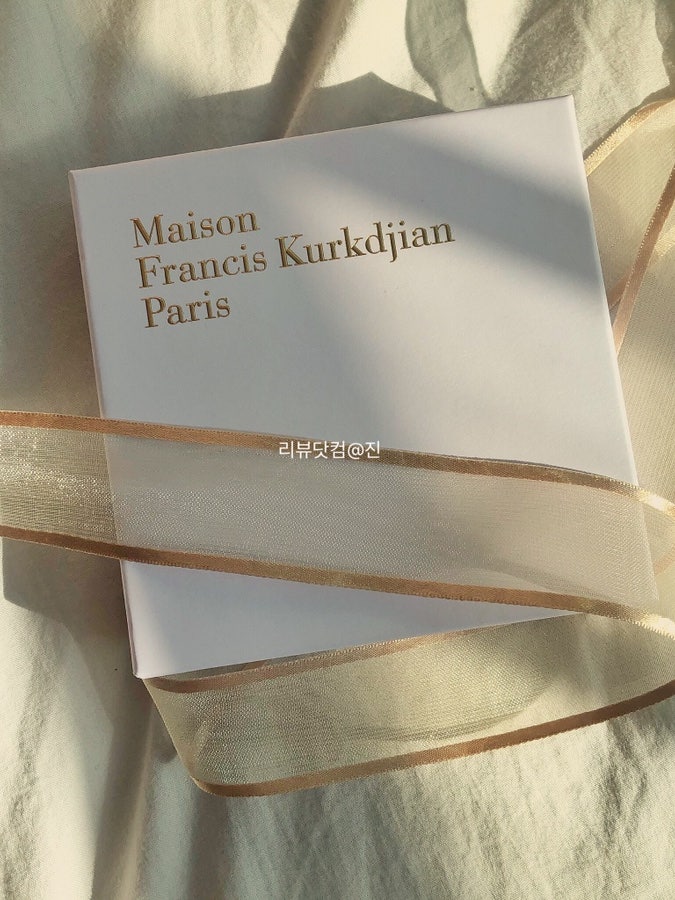 Maison
Francis Kurkdjian
Paris
리뷰닷컴@진